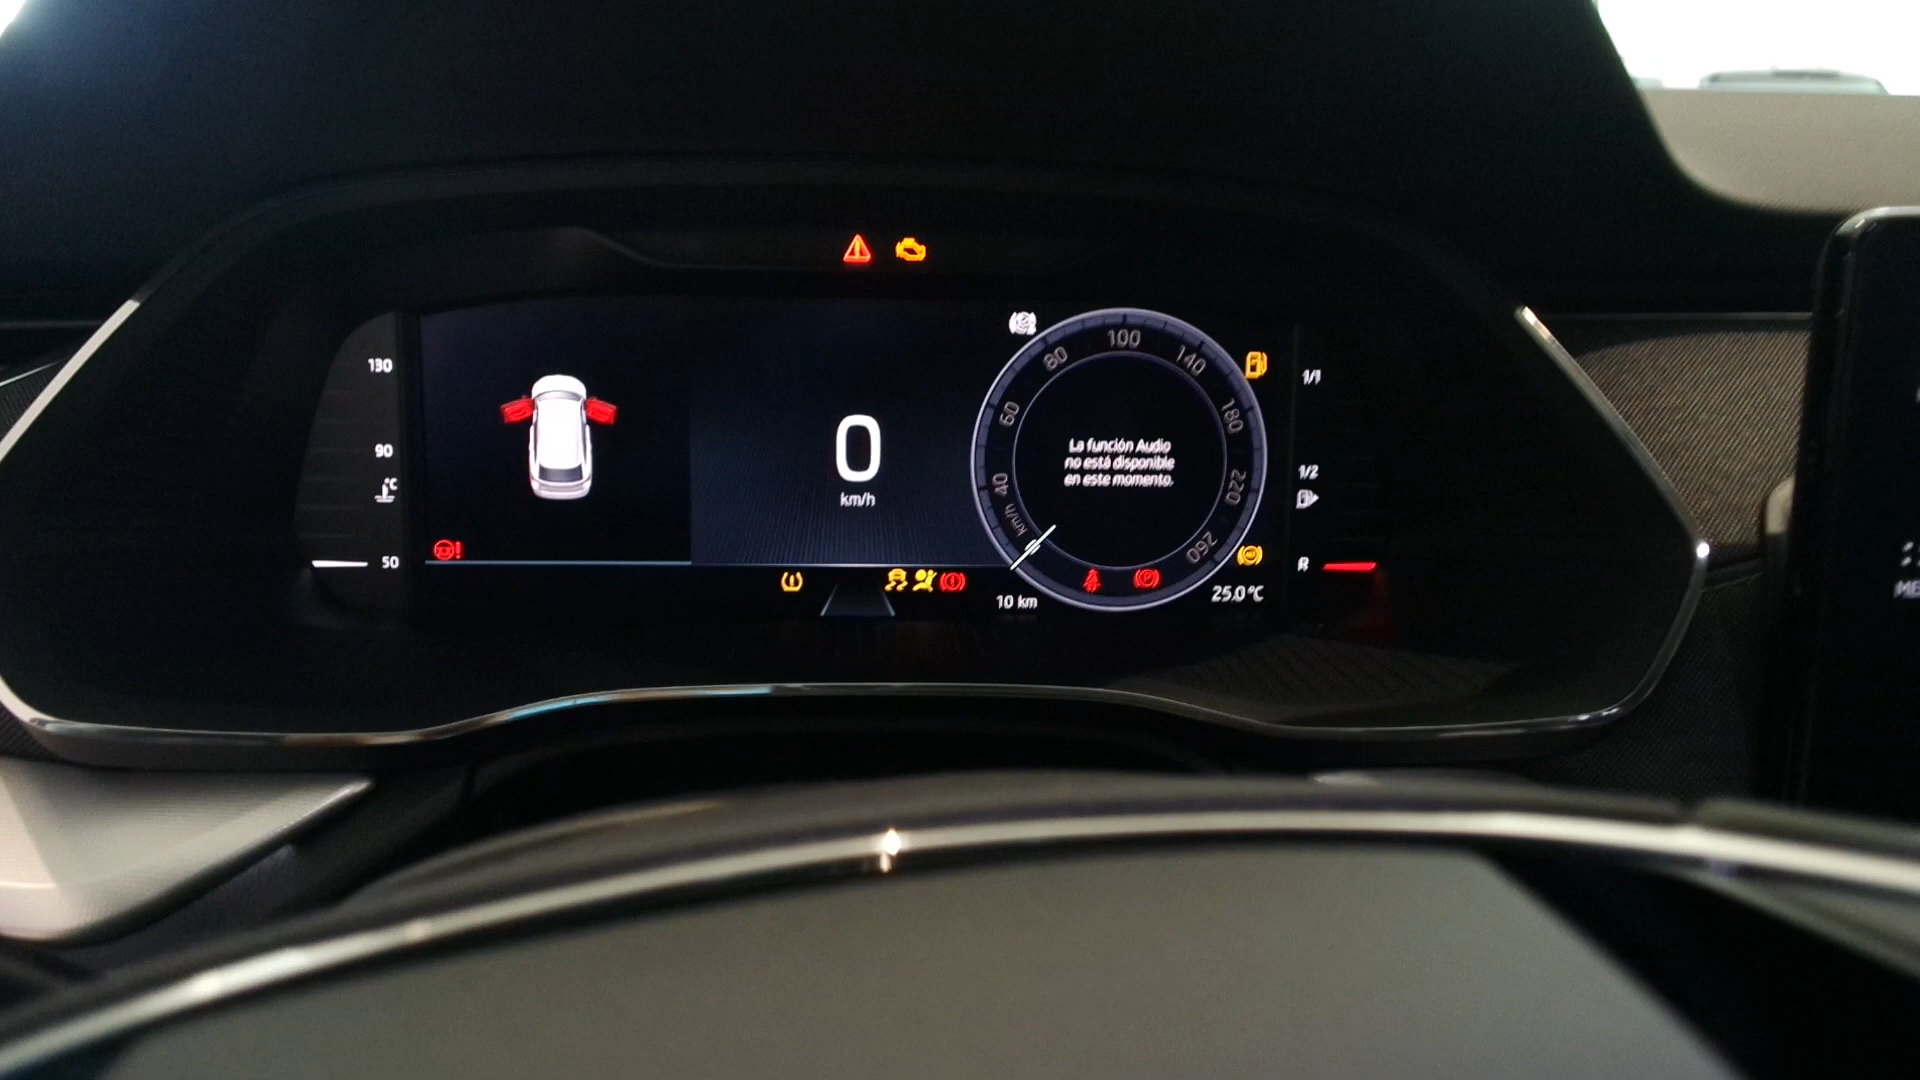 130
90
°C
50
0
km/h
km/h
40
60
80
100
140
180
220
260
La función Audio
no está disponible
en este momento.
10 km
25.0 °C
1/1
1/2
R